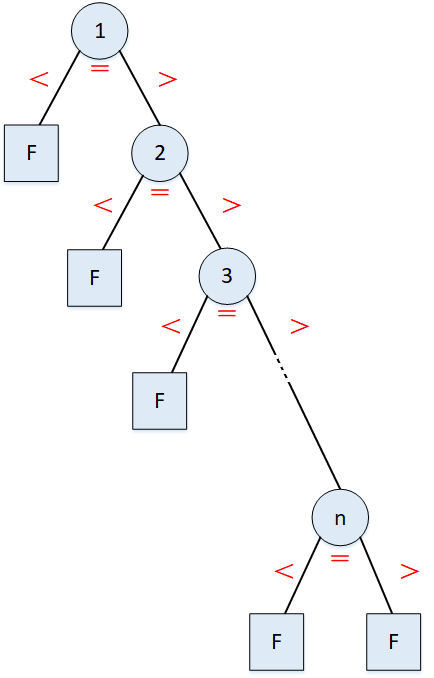 1
< = >
F
2
< = >
F
3
< = >
F
n
< = >
F F